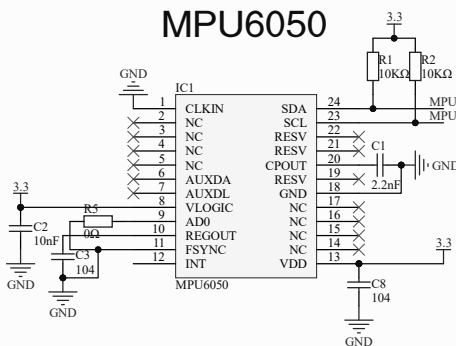 MPU6050
3.3
R1
10KΩ
R2
10KΩ
GND
IC1
1 CLKIN SDA 24 MPU
2 NC SCL 23 MPU
3 NC RESV 22
4 NC RESV 21
5 NC CPOUT 20
6 AUXDA RESV 19
7 AUXDL GND 18
8 VLOGIC NC 17
9 AD0 NC 16
10 REGOUT NC 15
11 FSYNC NC 14
12 INT VDD 13
MPU6050
C1
2.2nF
GND
3.3
C2
10nF
GND
R5
0Ω
C3
104
GND
3.3
C8
104
GND